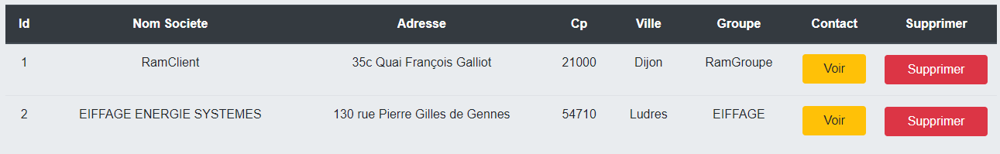 Id Nom Societe Adresse Cp Ville Groupe Contact Supprimer
1 RamClient 35c Quai François Galliot 21000 Dijon RamGroupe Voir Supprimer
2 EIFFAGE ENERGIE SYSTEMES 130 rue Pierre Gilles de Gennes 54710 Ludres EIFFAGE Voir Supprimer